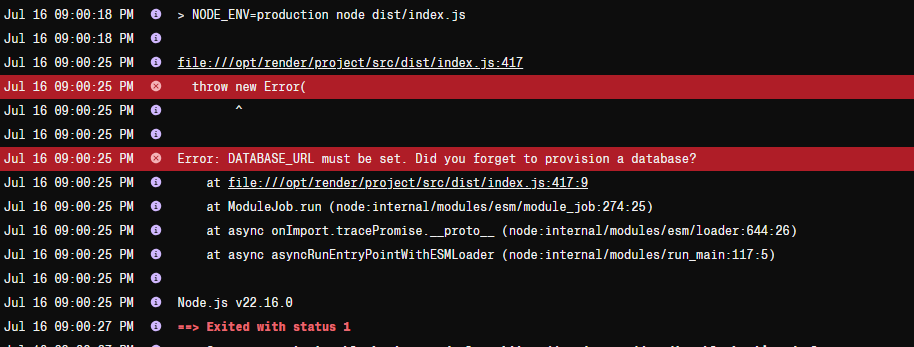 Jul 16 09:00:18 PM > NODE_ENV=production node dist/index.js
Jul 16 09:00:18 PM
Jul 16 09:00:25 PM file:///opt/render/project/src/dist/index.js:417
Jul 16 09:00:25 PM throw new Error(
Jul 16 09:00:25 PM ^
Jul 16 09:00:25 PM
Jul 16 09:00:25 PM Error: DATABASE_URL must be set. Did you forget to provision a database?
Jul 16 09:00:25 PM at file:///opt/render/project/src/dist/index.js:417:9
Jul 16 09:00:25 PM at ModuleJob.run (node:internal/modules/esm/module_job:274:25)
Jul 16 09:00:25 PM at async onImport.tracePromise.__proto__ (node:internal/modules/esm/loader:644:26)
Jul 16 09:00:25 PM at async asyncRunEntryPointWithESMLoader (node:internal/modules/run_main:117:5)
Jul 16 09:00:25 PM
Jul 16 09:00:25 PM Node.js v22.16.0
Jul 16 09:00:27 PM ==> Exited with status 1